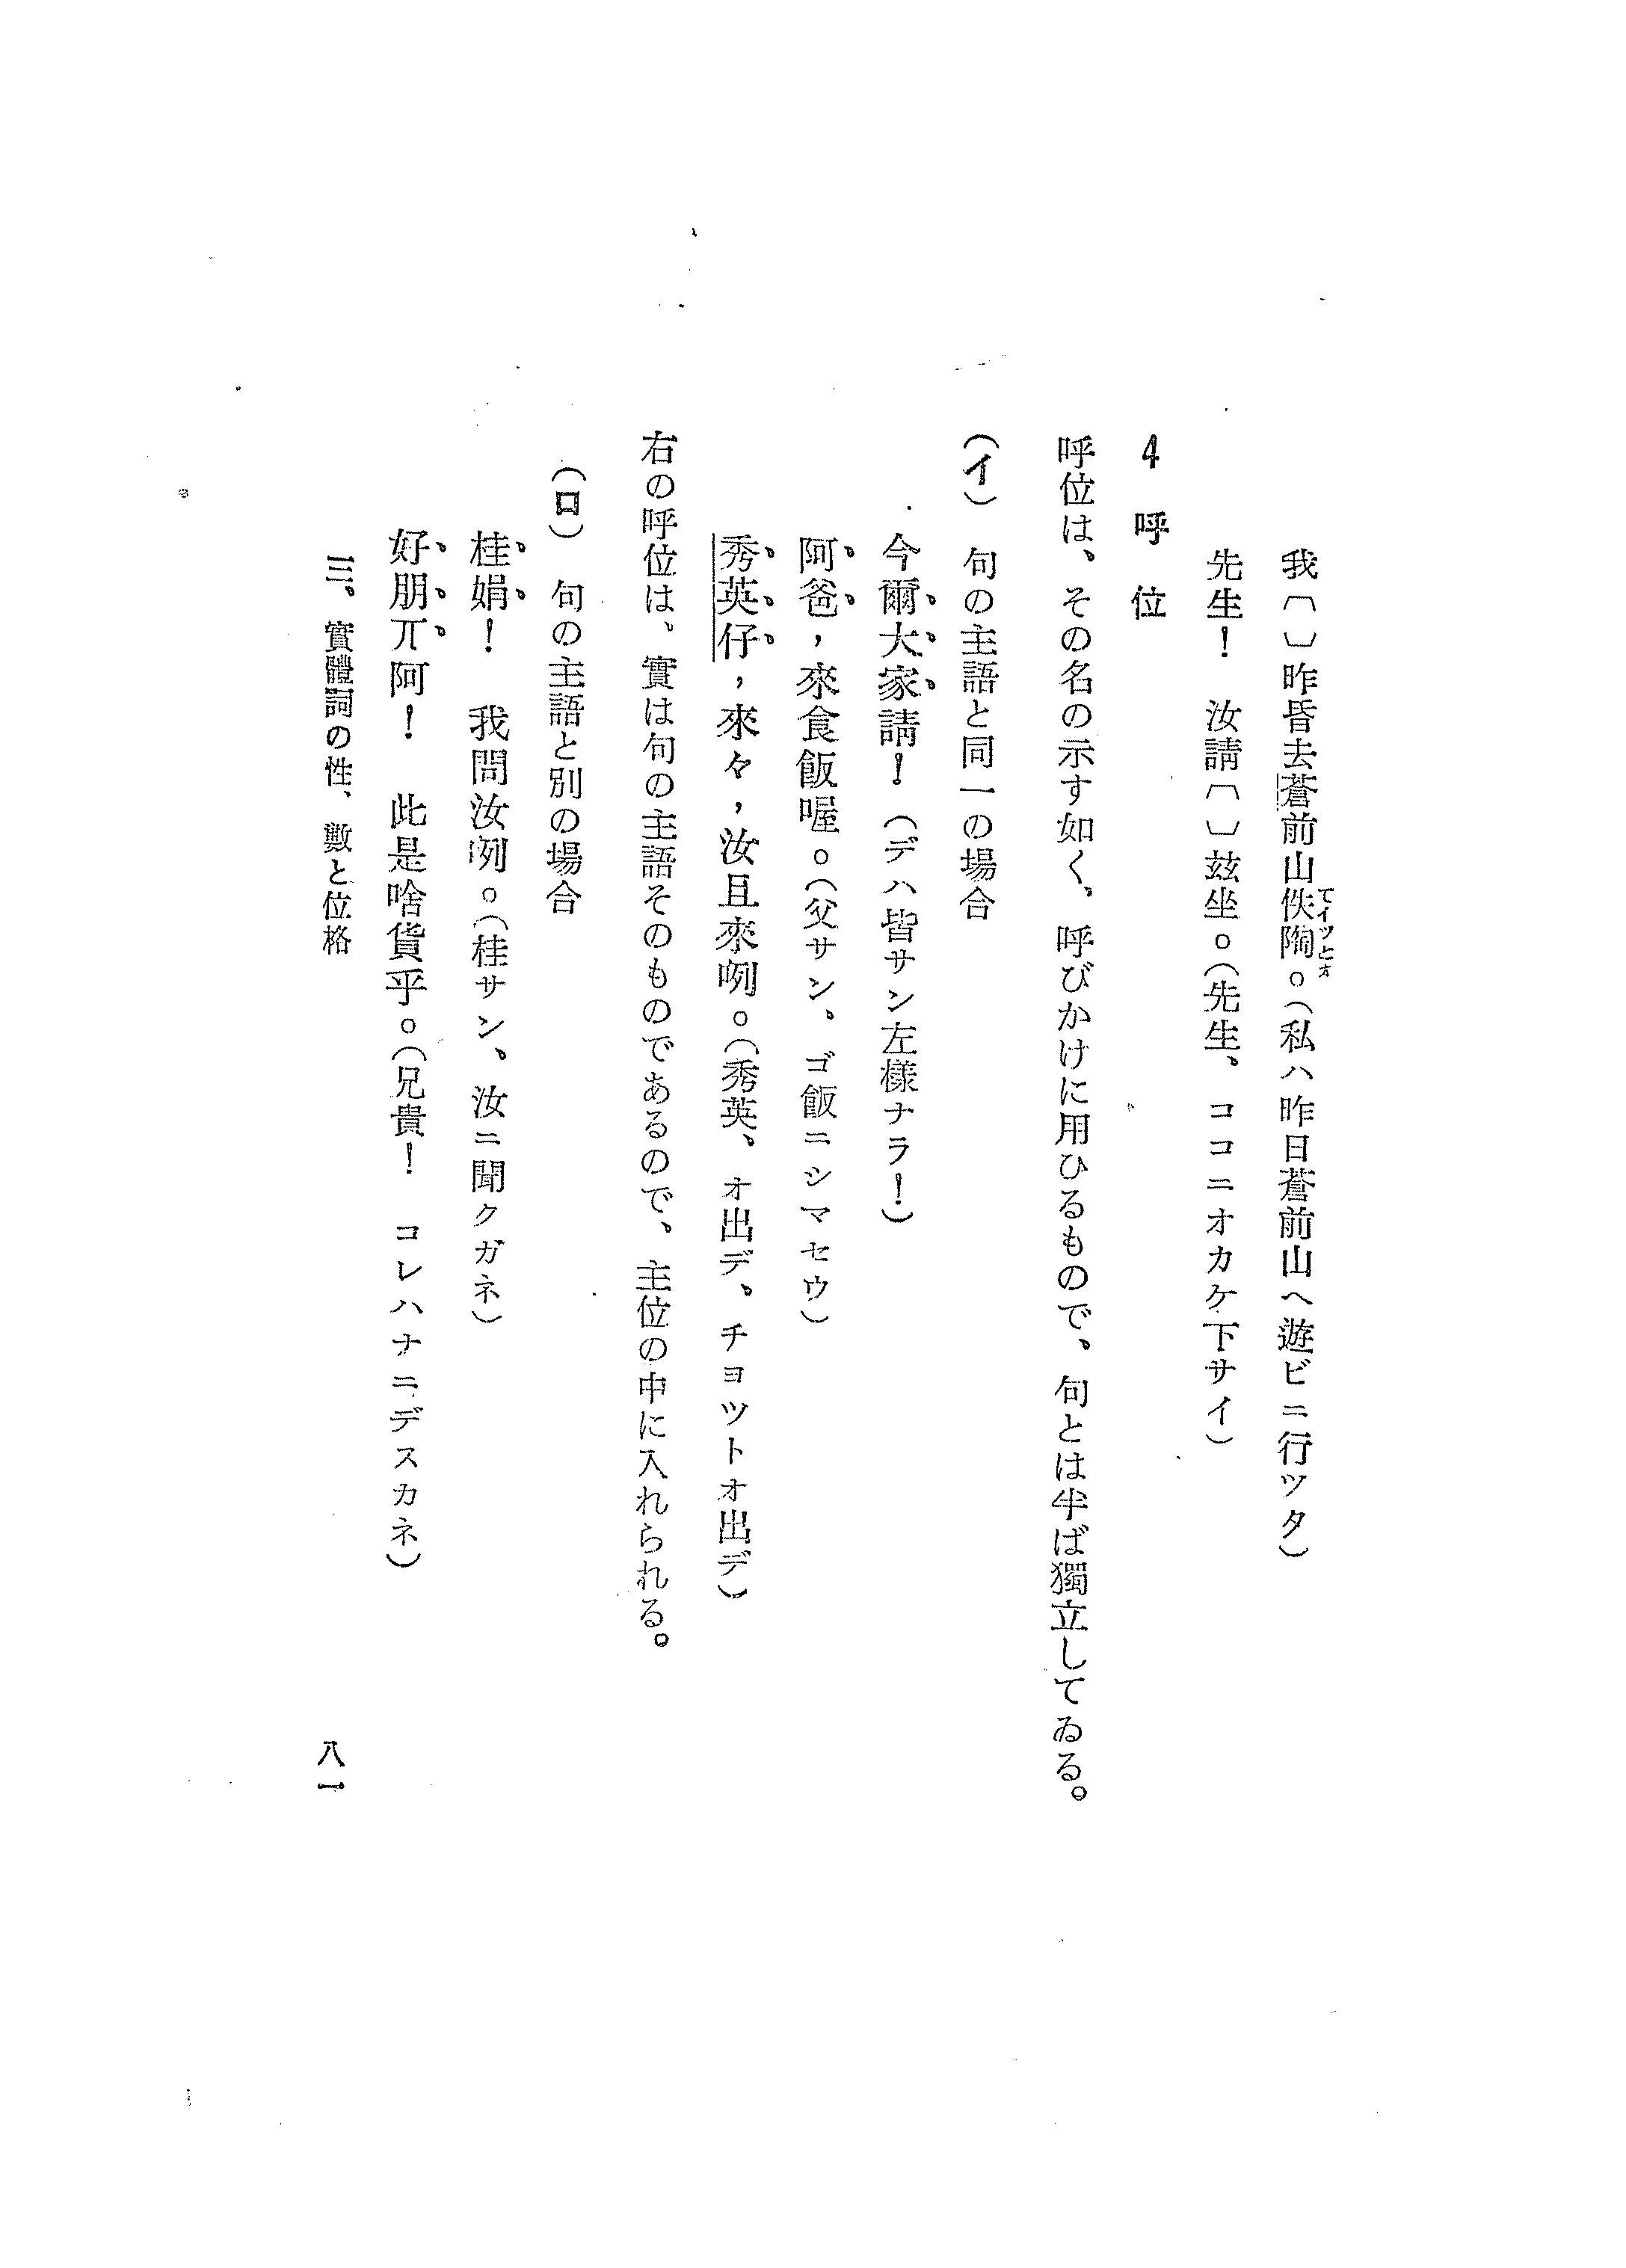 我〔 〕昨昏去蒼前山佚陶。(私ハ昨日蒼前山ヘ遊ビニ行ツタ)
てイツとオ
先生！　汝請〔 〕玆坐。(先生、ココニオカケ下サイ)
4 呼位
呼位は、その名の示す如く、呼びかけに用ひるもので、句とは半ば獨立してゐる。
(イ)　句の主語と同一の場合
今爾大家請！(デハ皆サン左樣ナラ！)
阿爸，來食飯喔。(父サン、ゴ飯ニシマセウ)
秀英仔，來々，汝且來咧。(秀英、オ出デ、チョツトオ出デ)
右の呼位は、實は句の主語そのものであるので、主位の中に入れられる。
(ロ)　句の主語と別の場合
桂娟！　我問汝咧。(桂サン、汝ニ聞クガネ)
好朋丌阿！　此是啥貨乎。(兄貴！　コレハナニデスカネ)
三、實體詞の性、數と位格
八一